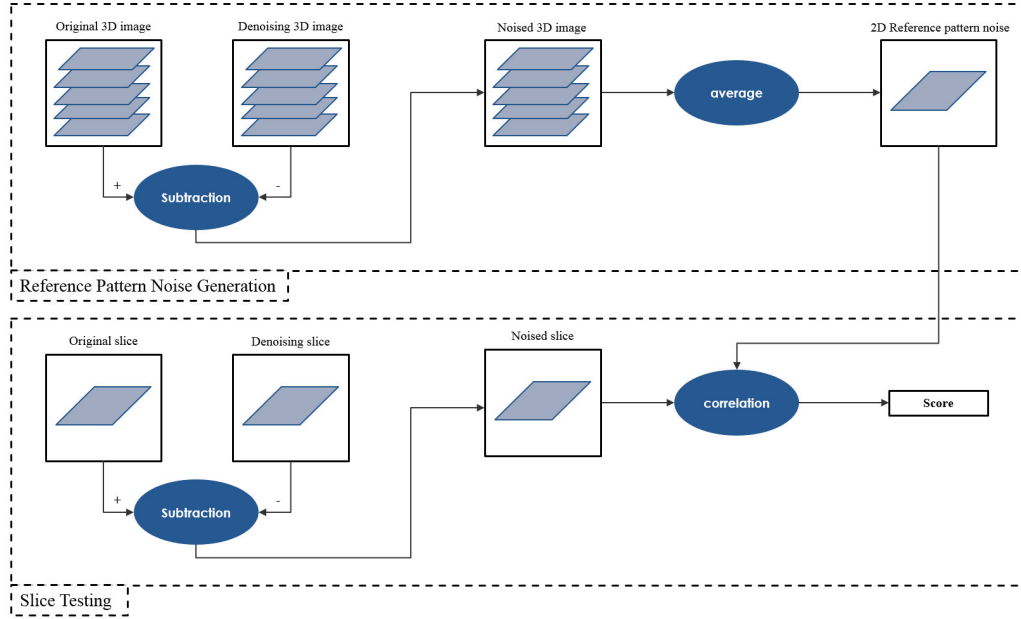 Original 3D image
Denoising 3D image
Noised 3D image
2D Reference pattern noise
average
+
-
Subtraction
Reference Pattern Noise Generation
Original slice
Denoising slice
Noised slice
correlation
Score
+
-
Subtraction
Slice Testing